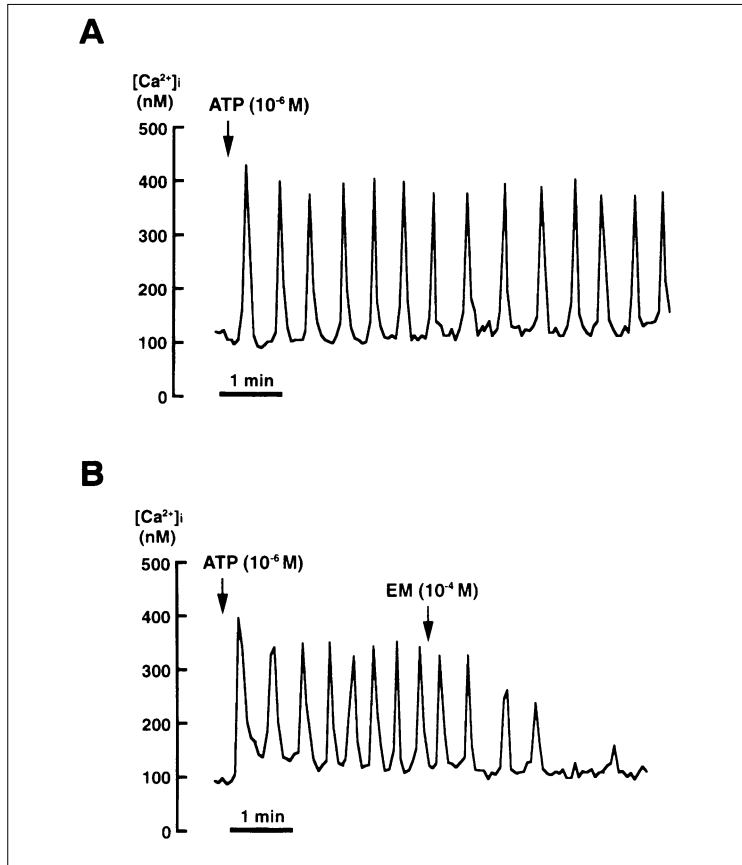 A
[Ca²⁺]i
(nM)
ATP (10⁻⁶ M)
500
400
300
200
100
0
1 min
B
[Ca²⁺]i
(nM)
ATP (10⁻⁶ M)
EM (10⁻⁴ M)
500
400
300
200
100
0
1 min